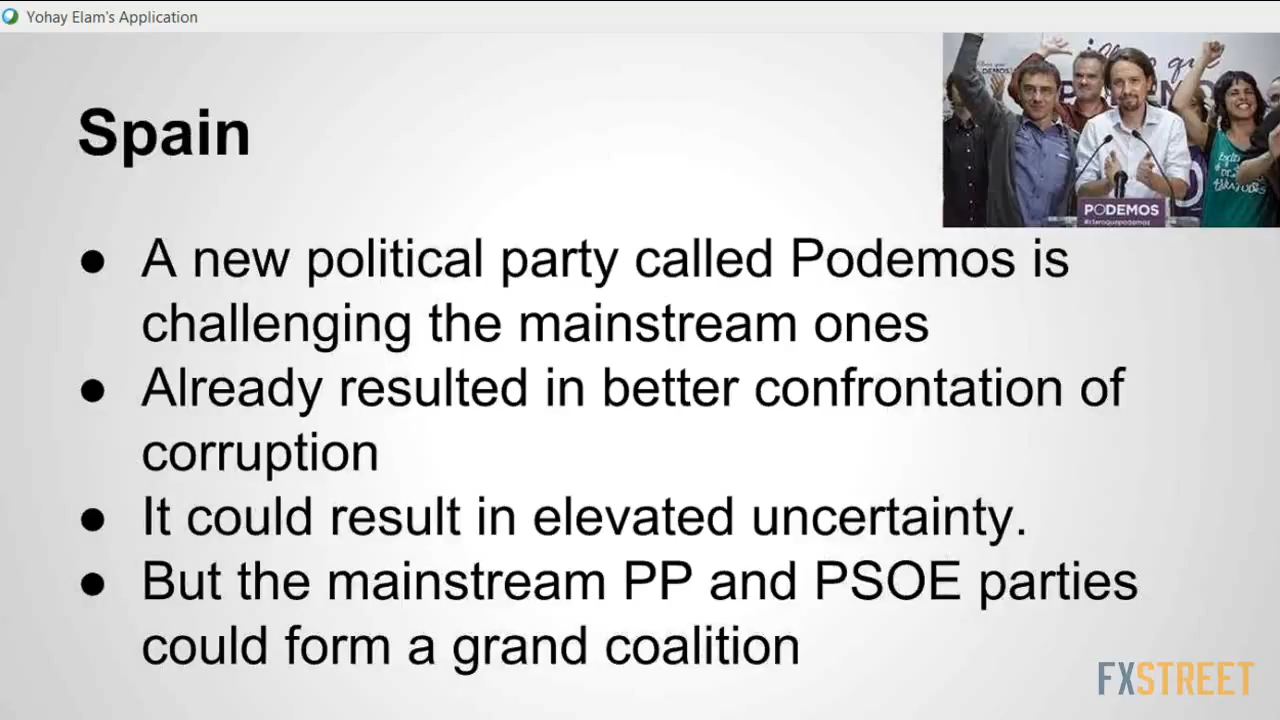 Yohay Elam's Application
Spain
PODEMOS
#claroquepodemos
● A new political party called Podemos is
challenging the mainstream ones
● Already resulted in better confrontation of
corruption
● It could result in elevated uncertainty.
● But the mainstream PP and PSOE parties
could form a grand coalition
FXSTREET